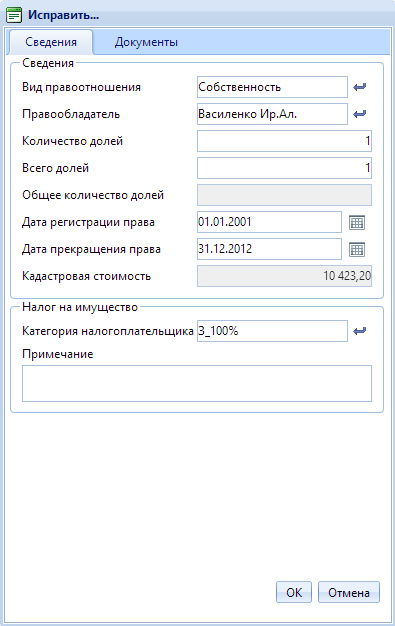 Исправить...
Сведения Документы
Сведения
Вид правоотношения Собственность
Правообладатель Василенко Ир.Ал.
Количество долей 1
Всего долей 1
Общее количество долей
Дата регистрации права 01.01.2001
Дата прекращения права 31.12.2012
Кадастровая стоимость 10 423,20
Налог на имущество
Категория налогоплательщика 3_100%
Примечание
ОК Отмена